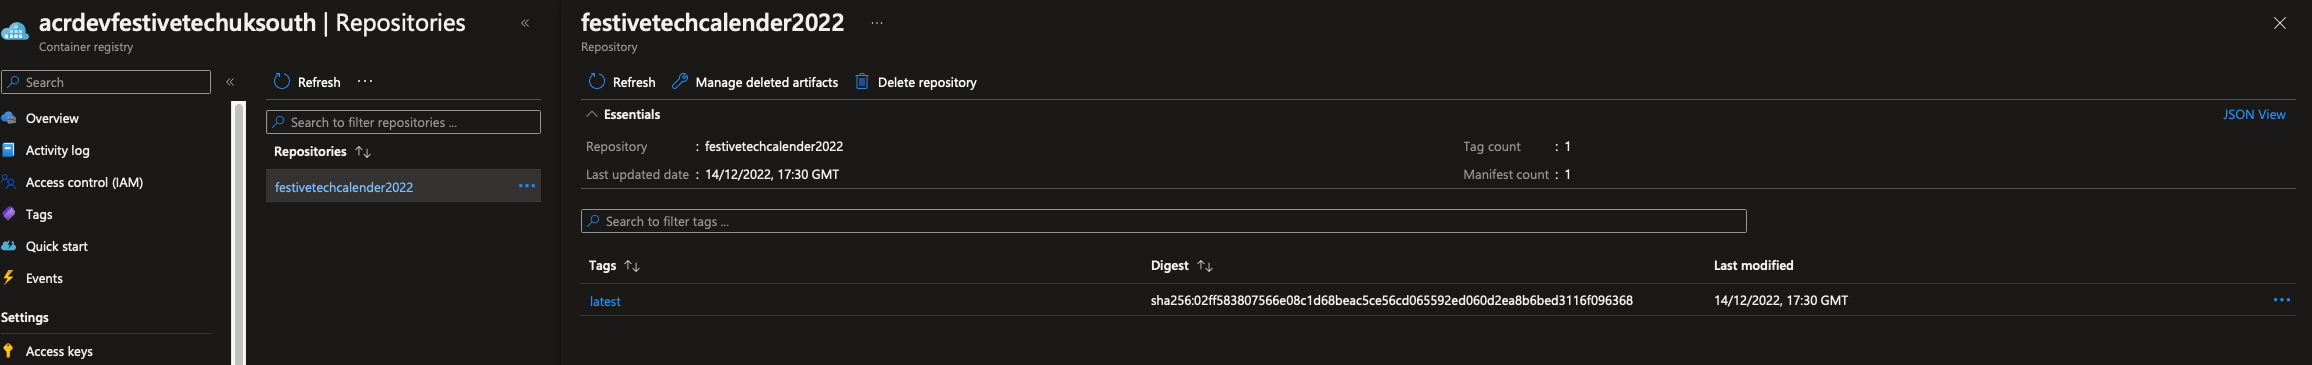 acrdevfestivetechuksouth | Repositories
Container registry
Search
Overview
Activity log
Access control (IAM)
Tags
Quick start
Events
Settings
Access keys
Refresh
Search to filter repositories ...
Repositories
festivetechcalender2022
festivetechcalender2022
Repository
Refresh Manage deleted artifacts Delete repository
Essentials
JSON View
Repository : festivetechcalender2022
Tag count : 1
Last updated date : 14/12/2022, 17:30 GMT
Manifest count : 1
Search to filter tags ...
Tags Digest Last modified
latest sha256:02ff583807566e08c1d68beac5ce56cd065592ed060d2ea8b6bed3116f096368 14/12/2022, 17:30 GMT